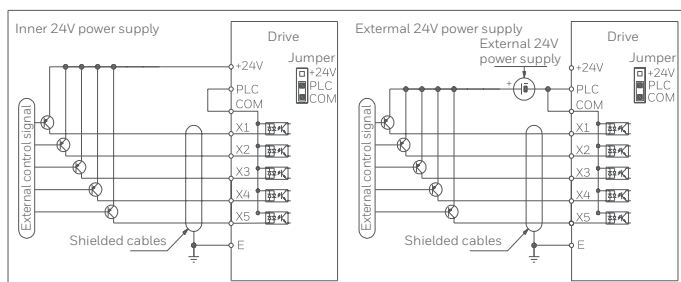 Inner 24V power supply
Drive
Jumper
+24V
PLC
COM
+24V
PLC
COM
External control signal
X1
X2
X3
X4
X5
Shielded cables
E
Extermal 24V power supply
External 24V
power supply
Drive
Jumper
+24V
PLC
COM
+
+24V
PLC
COM
External control signal
X1
X2
X3
X4
X5
Shielded cables
E